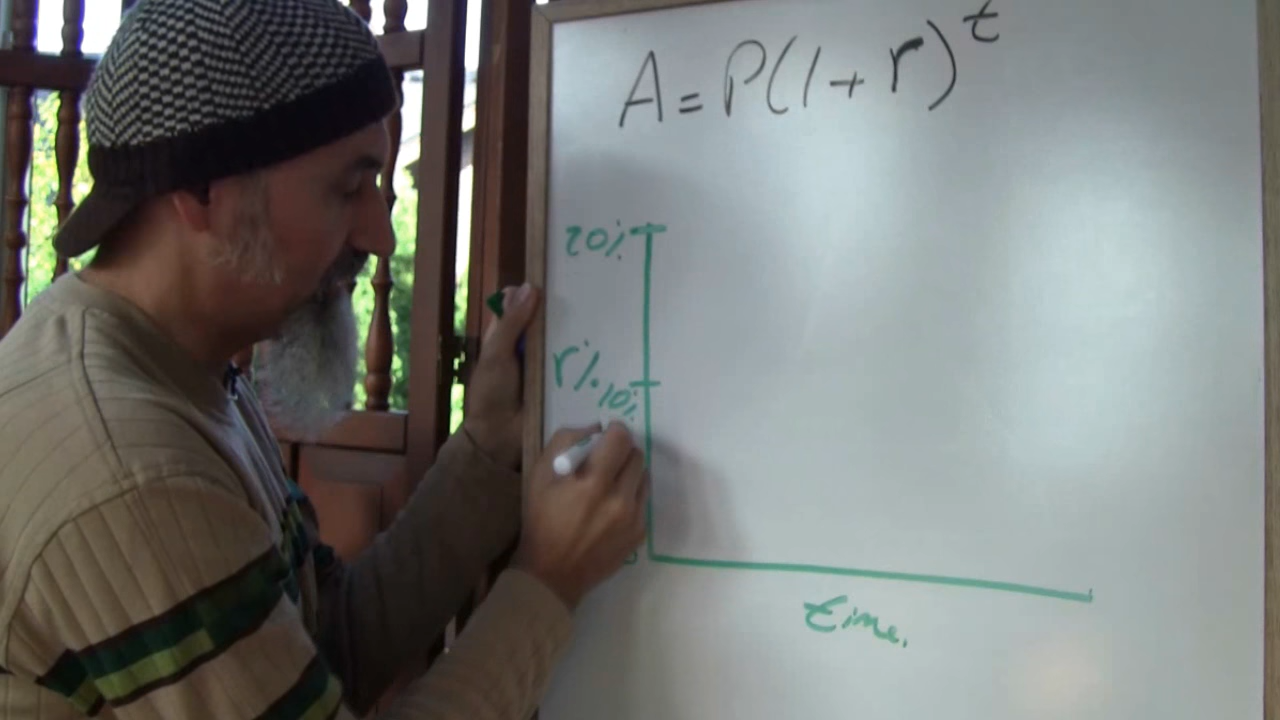 A = P(1 + r)^t
20%
r%
10%
time.